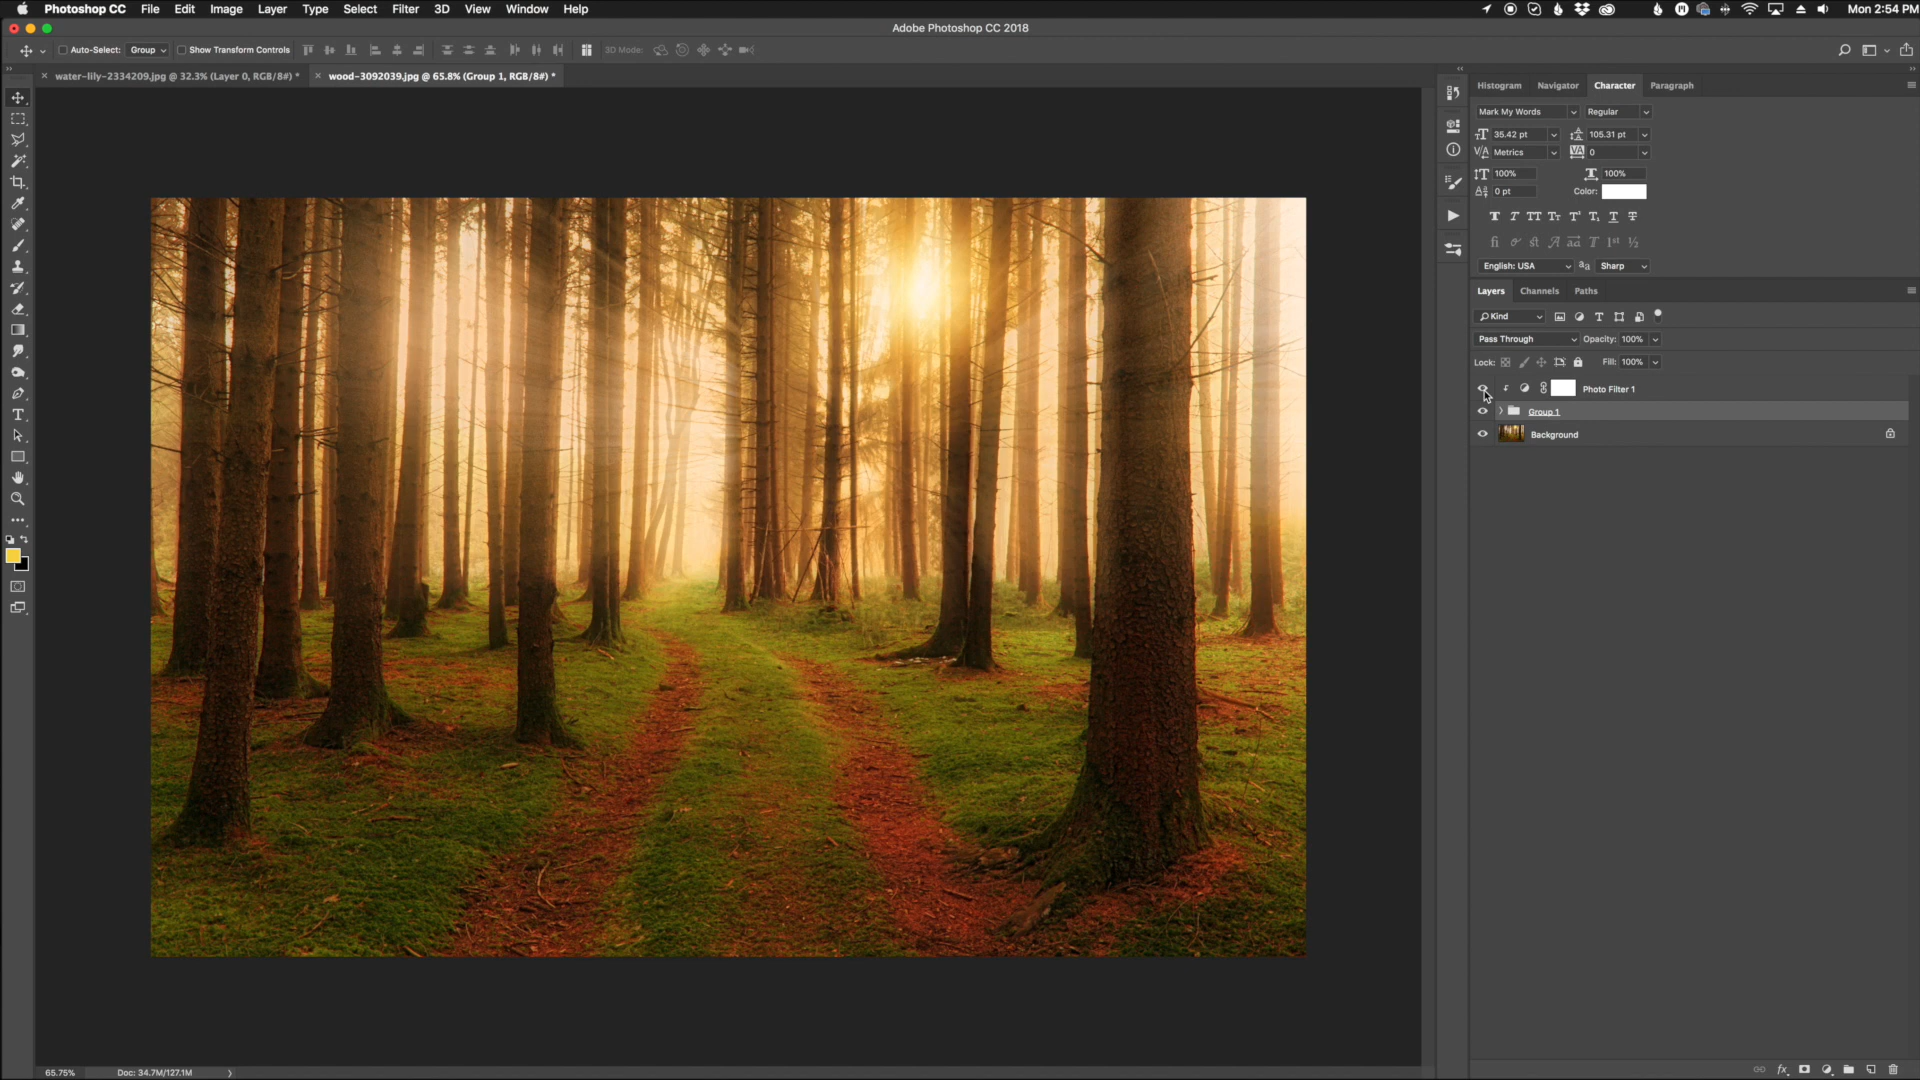 Photoshop CC File Edit Image Layer Type Select Filter 3D View Window Help Mon 2:54 PM
Adobe Photoshop CC 2018
Auto-Select: Group Show Transform Controls 3D Mode:
water-lily-2334209.jpg @ 32.3% (Layer 0, RGB/8#) * wood-3092039.jpg @ 65.8% (Group 1, RGB/8#) *
Histogram Navigator Character Paragraph
Mark My Words Regular
35.42 pt 105.31 pt
Metrics 0
100% 100%
0 pt Color:
English: USA Sharp
Layers Channels Paths
Kind
Pass Through Opacity: 100%
Lock: Fill: 100%
Photo Filter 1
Group 1
Background
65.75% Doc: 34.7M/127.1M